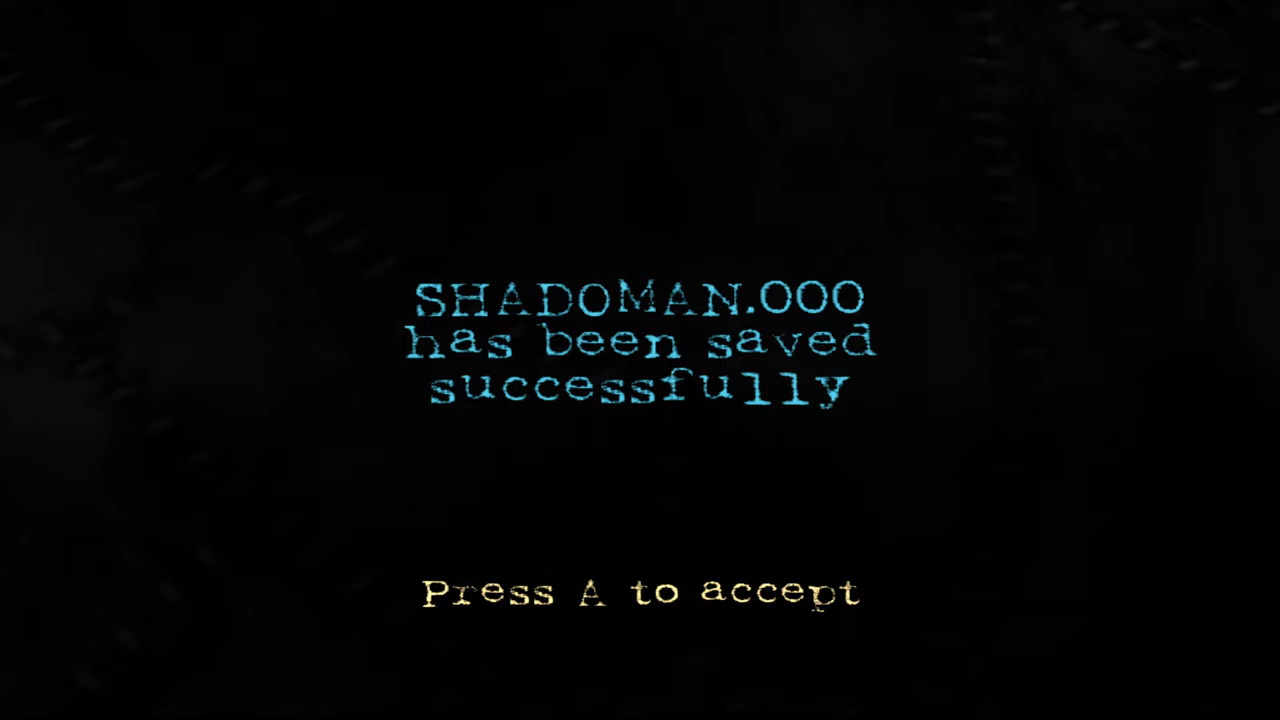 SHADOMAN.000
has been saved
successfully
Press A to accept